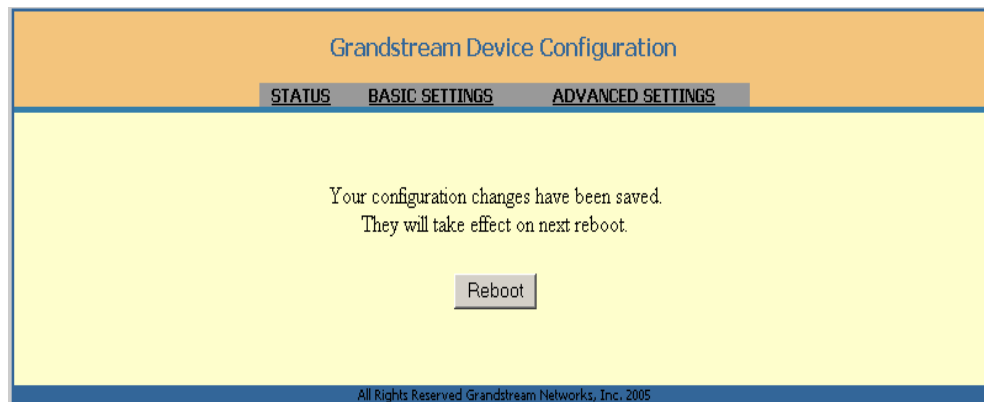 Grandstream Device Configuration
STATUS BASIC SETTINGS ADVANCED SETTINGS
Your configuration changes have been saved.
They will take effect on next reboot.
Reboot
All Rights Reserved Grandstream Networks, Inc. 2005